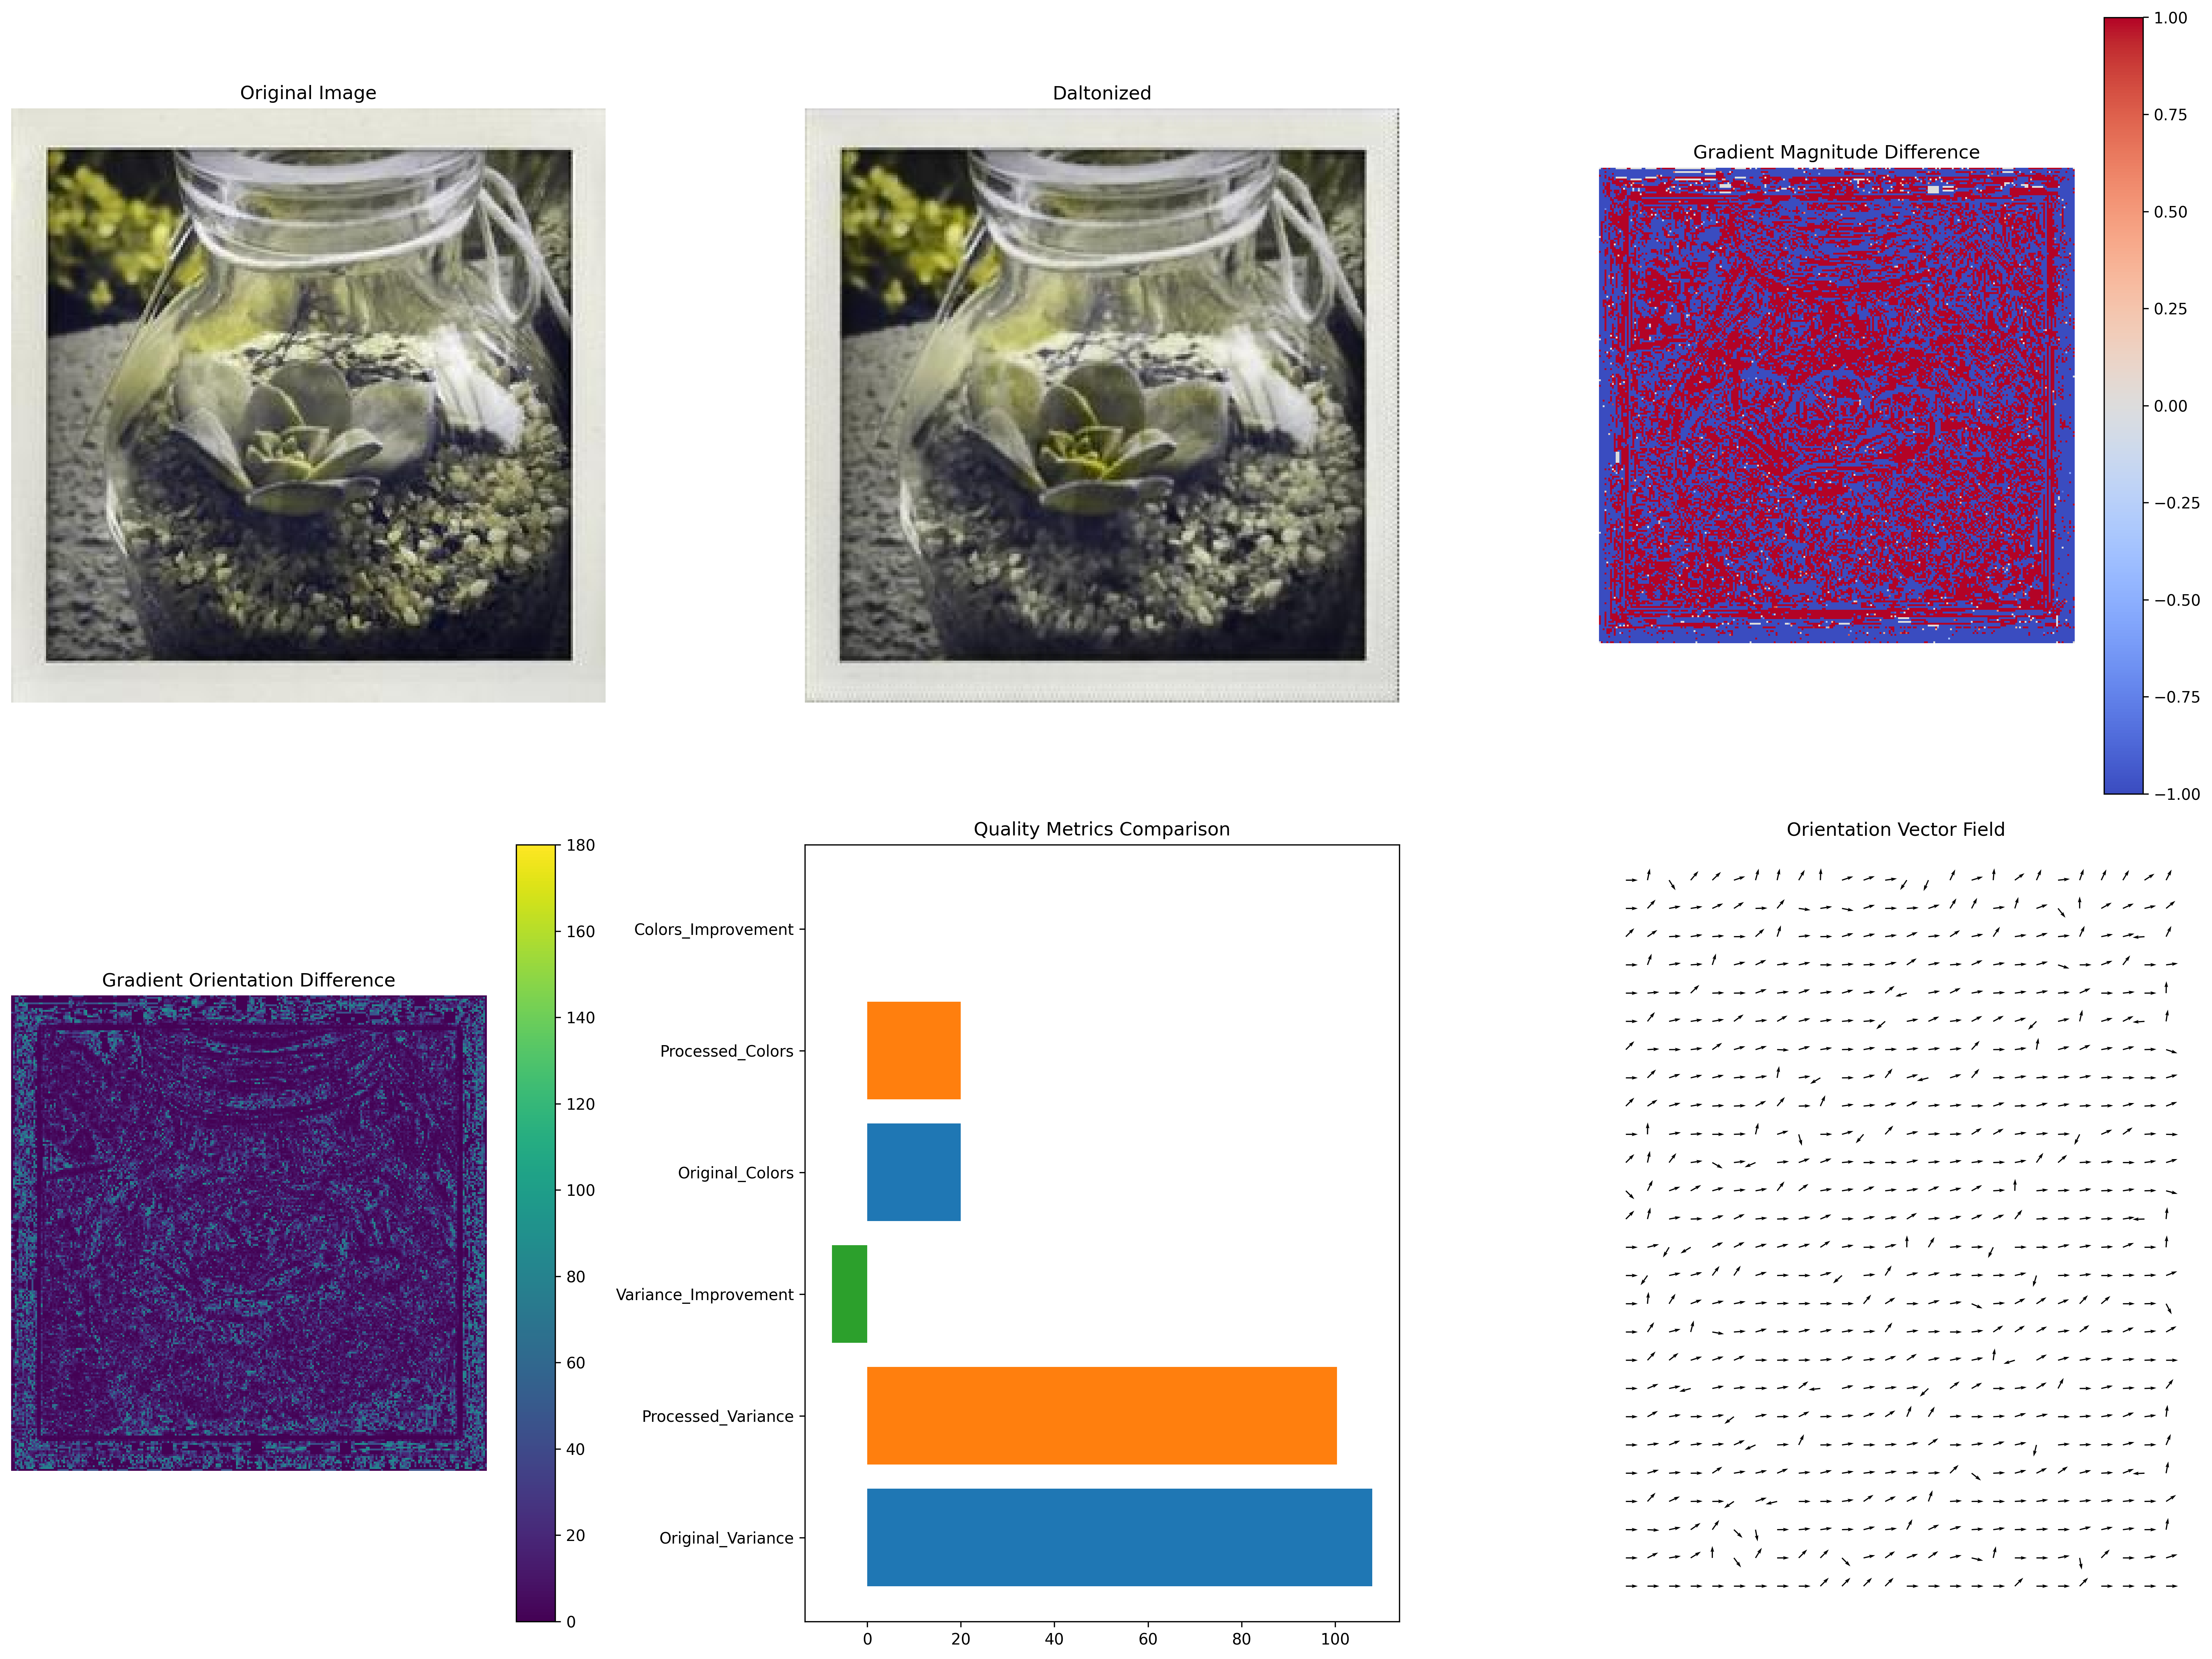 Original Image
Daltonized
Gradient Magnitude Difference
1.00
0.75
0.50
0.25
0.00
−0.25
−0.50
−0.75
−1.00
Gradient Orientation Difference
180
160
140
120
100
80
60
40
20
0
Quality Metrics Comparison
Colors_Improvement
Processed_Colors
Original_Colors
Variance_Improvement
Processed_Variance
Original_Variance
0 20 40 60 80 100
Orientation Vector Field